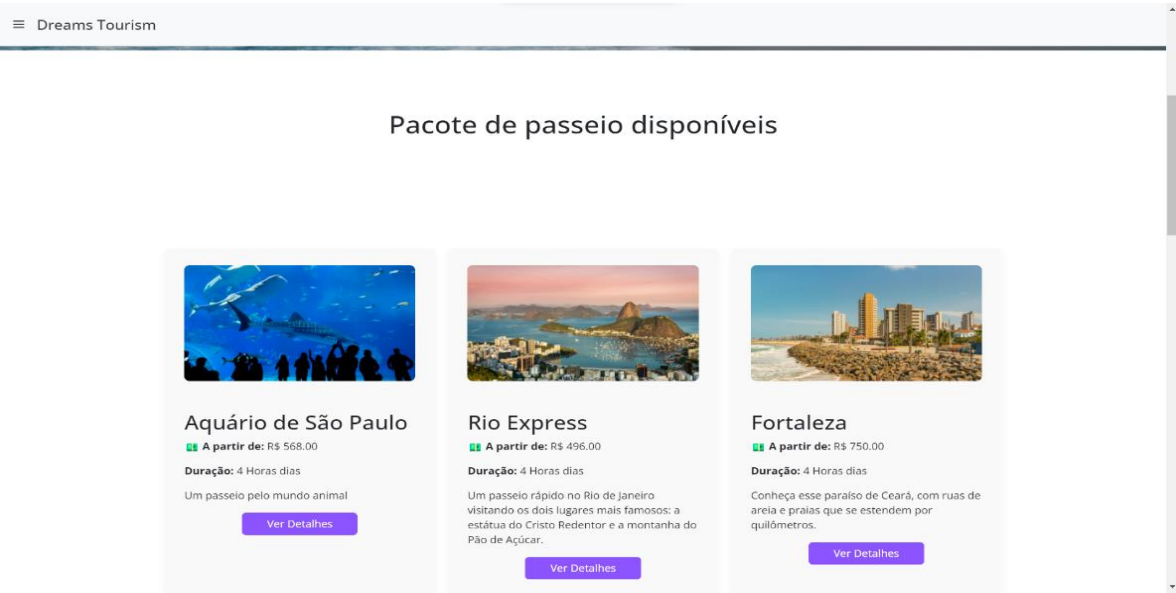 Dreams Tourism
Pacote de passeio disponíveis
Aquário de São Paulo
A partir de: R$ 568.00
Duração: 4 Horas dias
Um passeio pelo mundo animal
Ver Detalhes
Rio Express
A partir de: R$ 496.00
Duração: 4 Horas dias
Um passeio rápido no Rio de Janeiro
visitando os dois lugares mais famosos: a
estátua do Cristo Redentor e a montanha do
Pão de Açúcar.
Ver Detalhes
Fortaleza
A partir de: R$ 750.00
Duração: 4 Horas dias
Conheça esse paraíso de Ceará, com ruas de
areia e praias que se estendem por
quilômetros.
Ver Detalhes